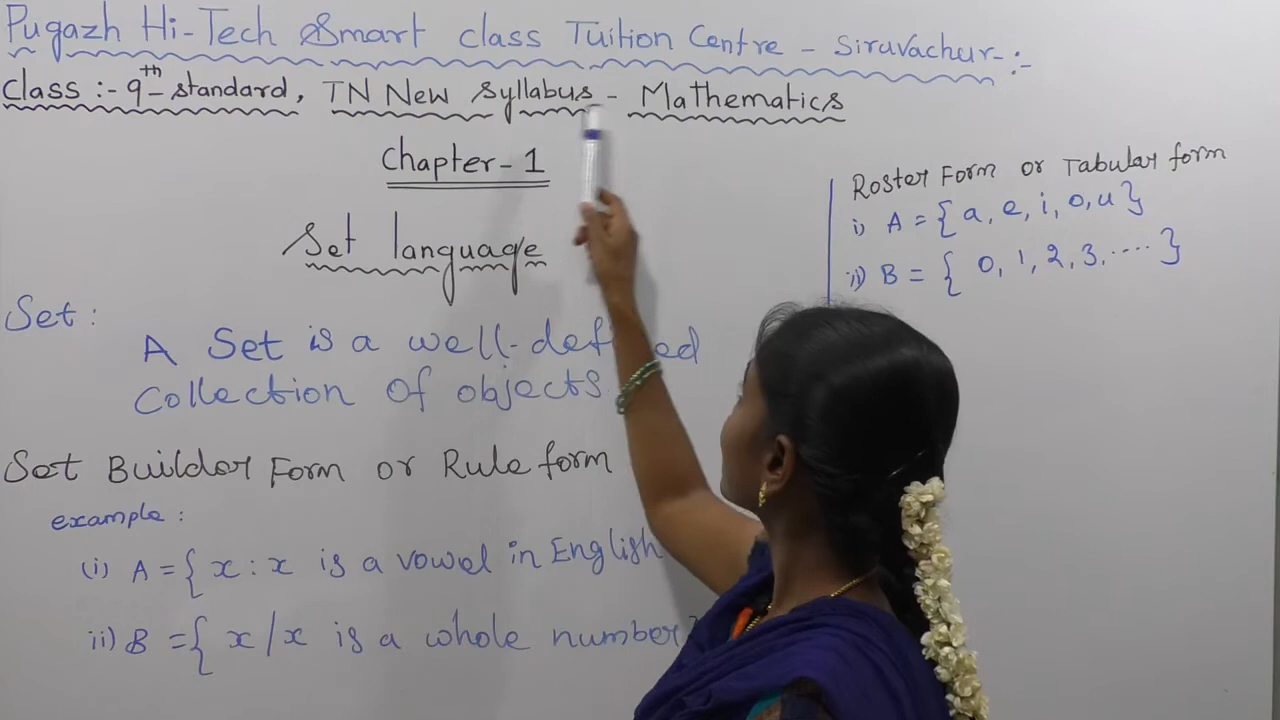 Pugazh Hi-Tech Smart class Tuition Centre - Siruvachur-:-
Class :- 9th standard, TN New Syllabus - Mathematics
Chapter-1
Set language
Set :
A Set is a well-defined
Collection of objects.
Set Builder Form or Rule form
example :
(i) A = { x : x is a vowel in English
ii) B = { x / x is a whole number }
Roster Form or Tabular form
i) A = { a, e, i, o, u }
ii) B = { 0, 1, 2, 3, ..... }